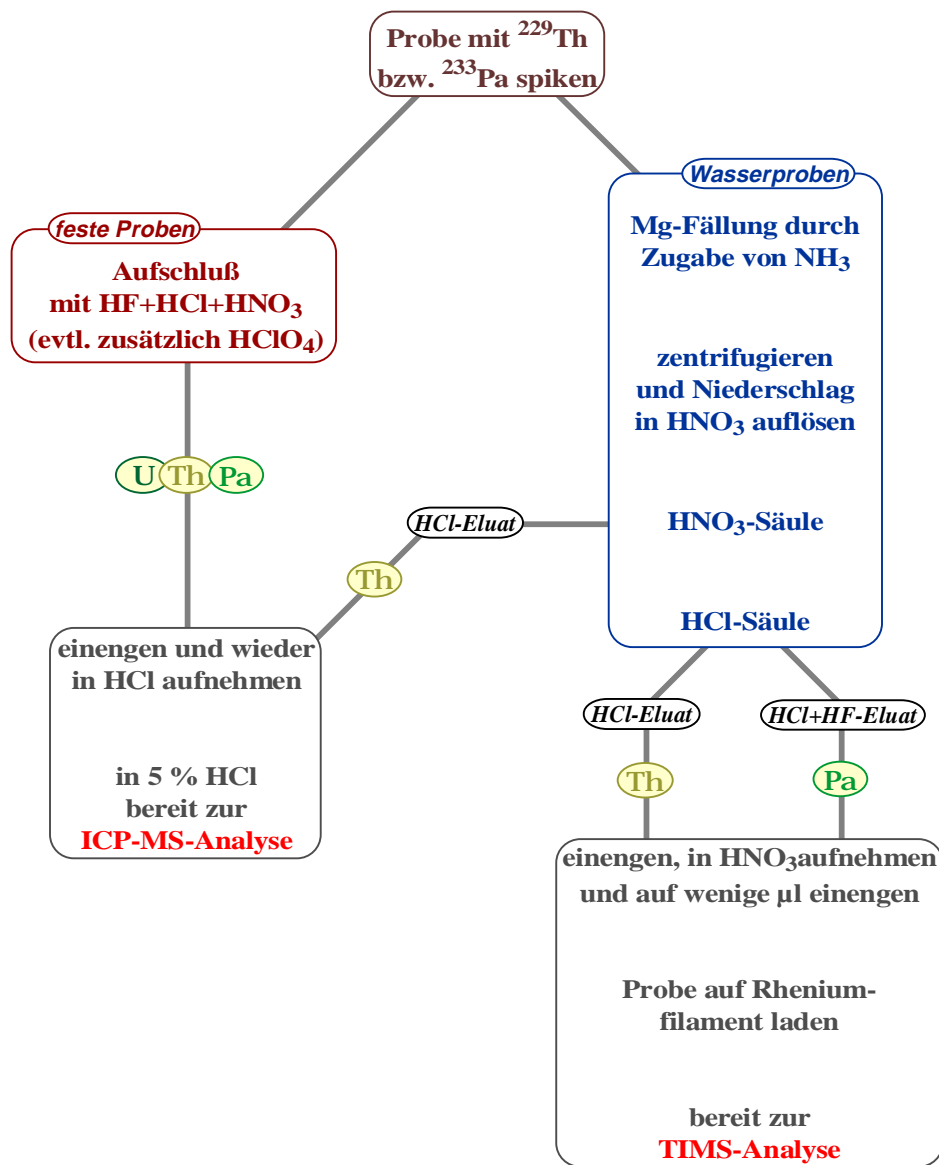 Probe mit ²²⁹Th
bzw. ²³³Pa spiken
feste Proben
Aufschluß
mit HF+HCl+HNO₃
(evtl. zusätzlich HClO₄)
U Th Pa
Wasserproben
Mg-Fällung durch
Zugabe von NH₃
zentrifugieren
und Niederschlag
in HNO₃ auflösen
HNO₃-Säule
HCl-Säule
HCl-Eluat
Th
einengen und wieder
in HCl aufnehmen
in 5 % HCl
bereit zur
ICP-MS-Analyse
HCl-Eluat
HCl+HF-Eluat
Th
Pa
einengen, in HNO₃aufnehmen
und auf wenige µl einengen
Probe auf Rhenium-
filament laden
bereit zur
TIMS-Analyse